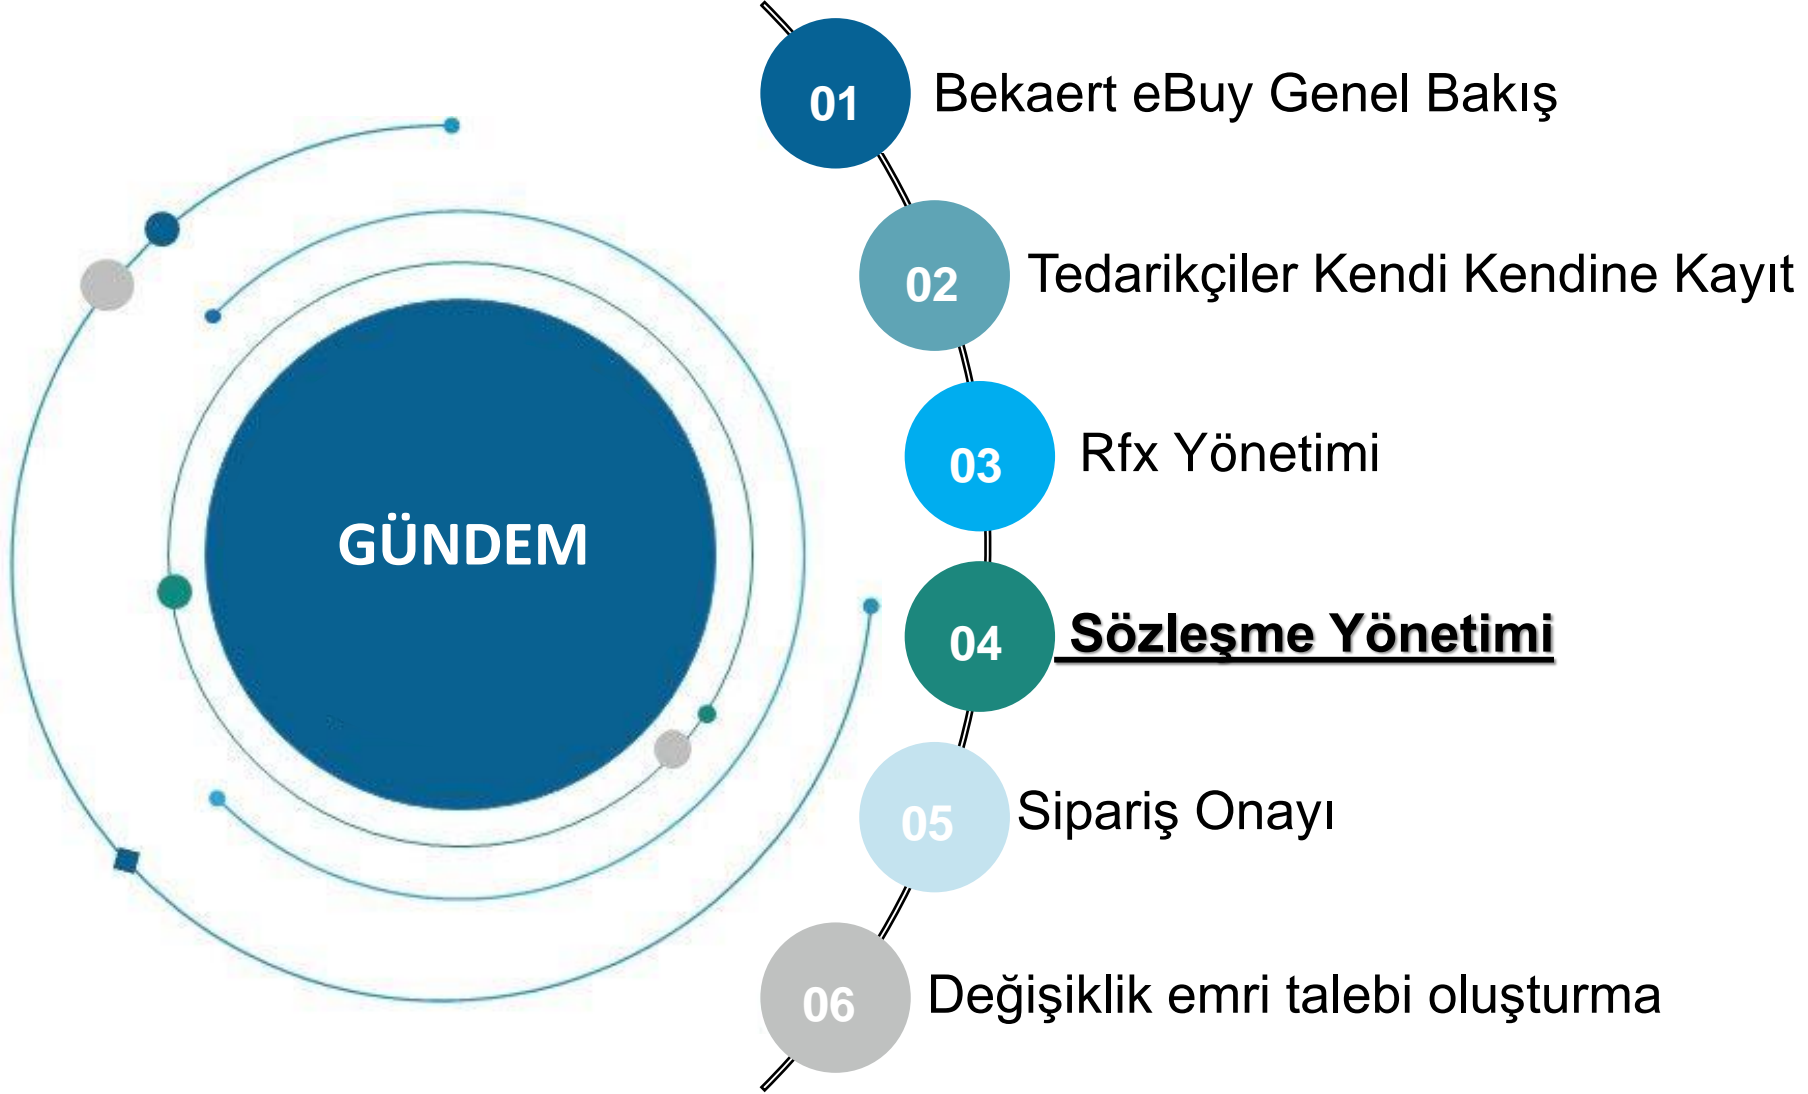 GÜNDEM
01
Bekaert eBuy Genel Bakış
02
Tedarikçiler Kendi Kendine Kayıt
03
Rfx Yönetimi
04
Sözleşme Yönetimi
05
Sipariş Onayı
06
Değişiklik emri talebi oluşturma